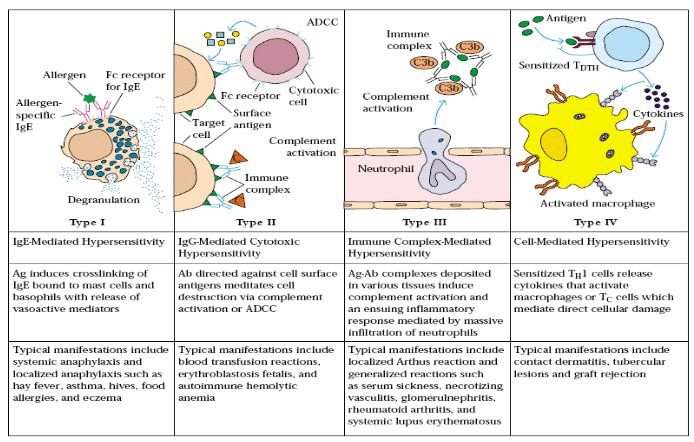 Allergen
Fc receptor
for IgE
Allergen-
specific
IgE
Degranulation
Type I
ADCC
Fc receptor
Cytotoxic
cell
Surface
antigen
Target
cell
Complement
activation
Immune
complex
Type II
Immune
complex
C3b
C3b
C3b
Complement
activation
Neutrophil
Type III
Antigen
Sensitized TDTH
Cytokines
Activated macrophage
Type IV
IgE-Mediated Hypersensitivity
IgG-Mediated Cytotoxic
Hypersensitivity
Immune Complex-Mediated
Hypersensitivity
Cell-Mediated Hypersensitivity
Ag induces crosslinking of
IgE bound to mast cells and
basophils with release of
vasoactive mediators
Ab directed against cell surface
antigens meditates cell
destruction via complement
activation or ADCC
Ag-Ab complexes deposited
in various tissues induce
complement activation and
an ensuing inflammatory
response mediated by massive
infiltration of neutrophils
Sensitized TH1 cells release
cytokines that activate
macrophages or TC cells which
mediate direct cellular damage
Typical manifestations include
systemic anaphylaxis and
localized anaphylaxis such as
hay fever, asthma, hives, food
allergies, and eczema
Typical manifestations include
blood transfusion reactions,
erythroblastosis fetalis, and
autoimmune hemolytic
anemia
Typical manifestations include
localized Arthus reaction and
generalized reactions such
as serum sickness, necrotizing
vasculitis, glomerulnephritis,
rheumatoid arthritis, and
systemic lupus erythematosus
Typical manifestations include
contact dermatitis, tubercular
lesions and graft rejection